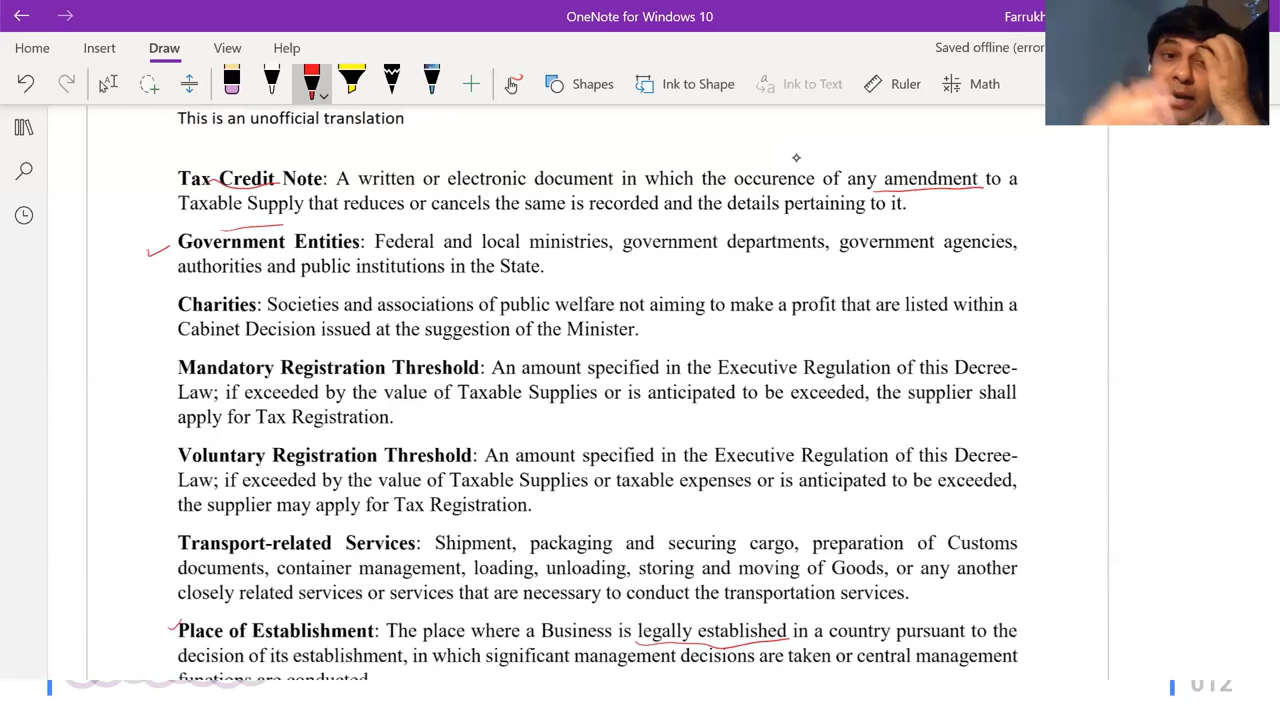 OneNote for Windows 10
Farrukh
Home Insert Draw View Help
Saved offline (error
Shapes Ink to Shape Ink to Text Ruler Math
This is an unofficial translation
Tax Credit Note: A written or electronic document in which the occurence of any amendment to a
Taxable Supply that reduces or cancels the same is recorded and the details pertaining to it.
Government Entities: Federal and local ministries, government departments, government agencies,
authorities and public institutions in the State.
Charities: Societies and associations of public welfare not aiming to make a profit that are listed within a
Cabinet Decision issued at the suggestion of the Minister.
Mandatory Registration Threshold: An amount specified in the Executive Regulation of this Decree-
Law; if exceeded by the value of Taxable Supplies or is anticipated to be exceeded, the supplier shall
apply for Tax Registration.
Voluntary Registration Threshold: An amount specified in the Executive Regulation of this Decree-
Law; if exceeded by the value of Taxable Supplies or taxable expenses or is anticipated to be exceeded,
the supplier may apply for Tax Registration.
Transport-related Services: Shipment, packaging and securing cargo, preparation of Customs
documents, container management, loading, unloading, storing and moving of Goods, or any another
closely related services or services that are necessary to conduct the transportation services.
Place of Establishment: The place where a Business is legally established in a country pursuant to the
decision of its establishment, in which significant management decisions are taken or central management
functions are conducted
012